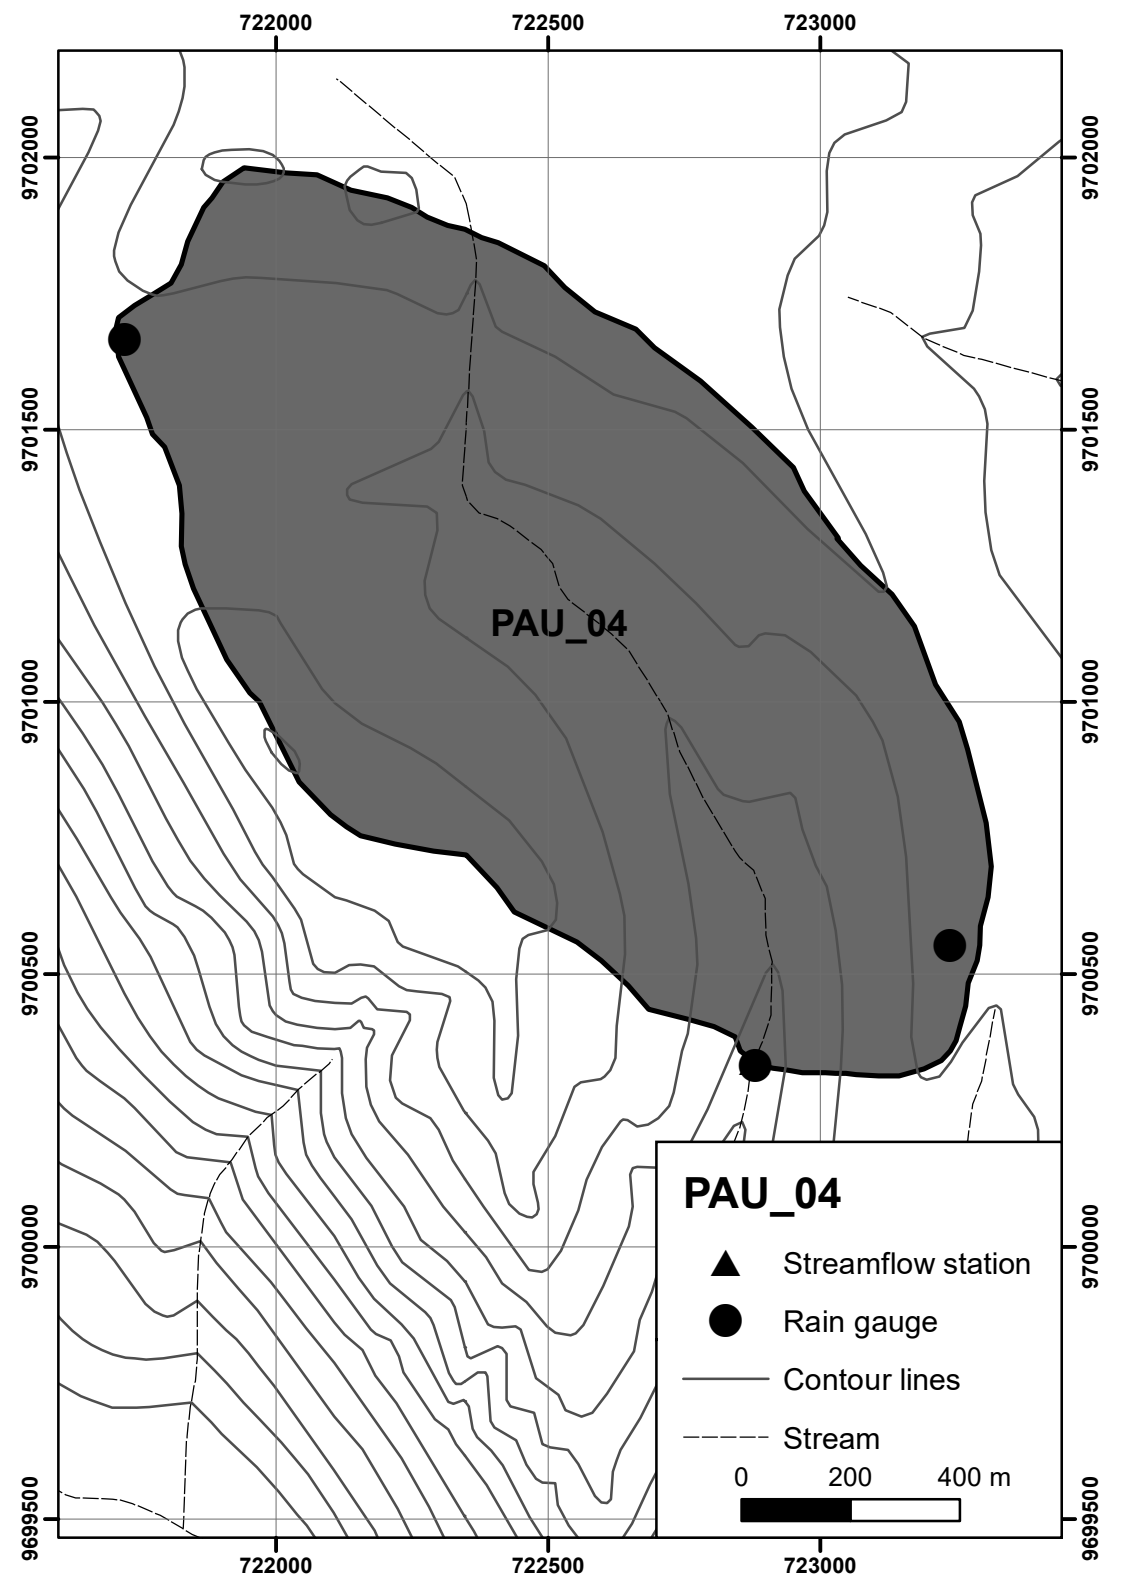 722000 722500 723000
9702000 9702000
9701500 9701500
PAU_04
9701000 9701000
9700500 9700500
PAU_04
9700000 9700000
Streamflow station
Rain gauge
Contour lines
Stream
0 200 400 m
9699500 9699500
722000 722500 723000